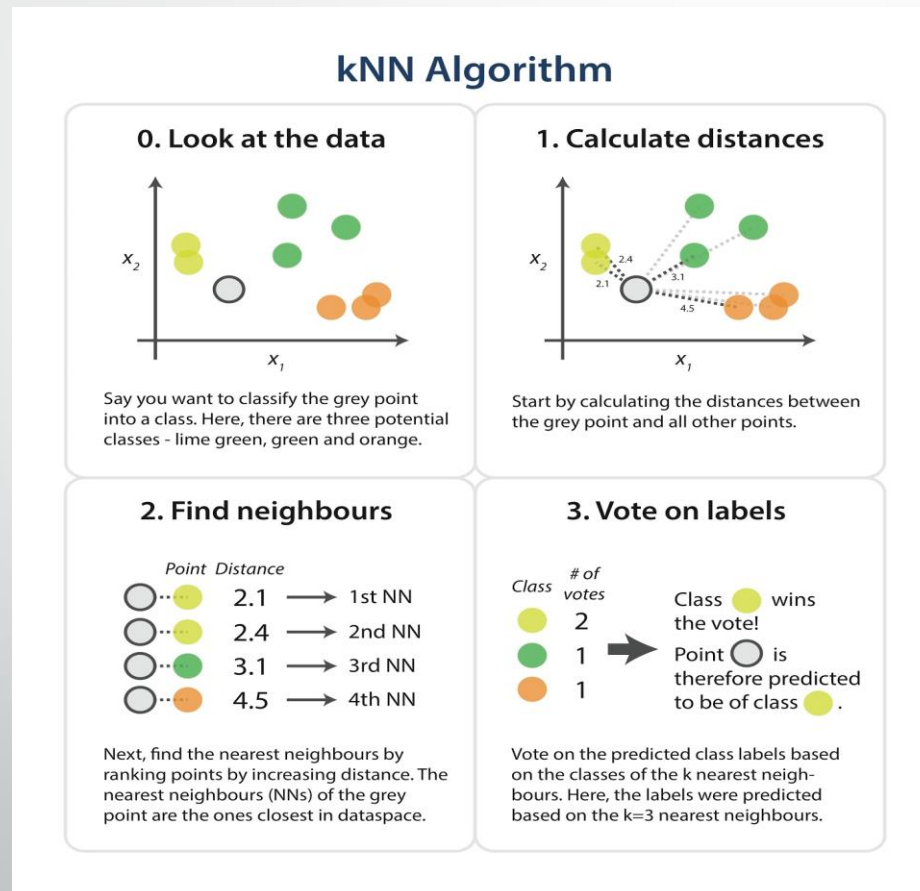 kNN Algorithm
0. Look at the data
x2
x1
Say you want to classify the grey point
into a class. Here, there are three potential
classes - lime green, green and orange.
1. Calculate distances
x2
2.4
2.1
3.1
4.5
x1
Start by calculating the distances between
the grey point and all other points.
2. Find neighbours
Point Distance
2.1 1st NN
2.4 2nd NN
3.1 3rd NN
4.5 4th NN
Next, find the nearest neighbours by
ranking points by increasing distance. The
nearest neighbours (NNs) of the grey
point are the ones closest in dataspace.
3. Vote on labels
Class # of votes
2
1
1
Class wins
the vote!
Point is
therefore predicted
to be of class .
Vote on the predicted class labels based
on the classes of the k nearest neigh-
bours. Here, the labels were predicted
based on the k=3 nearest neighbours.